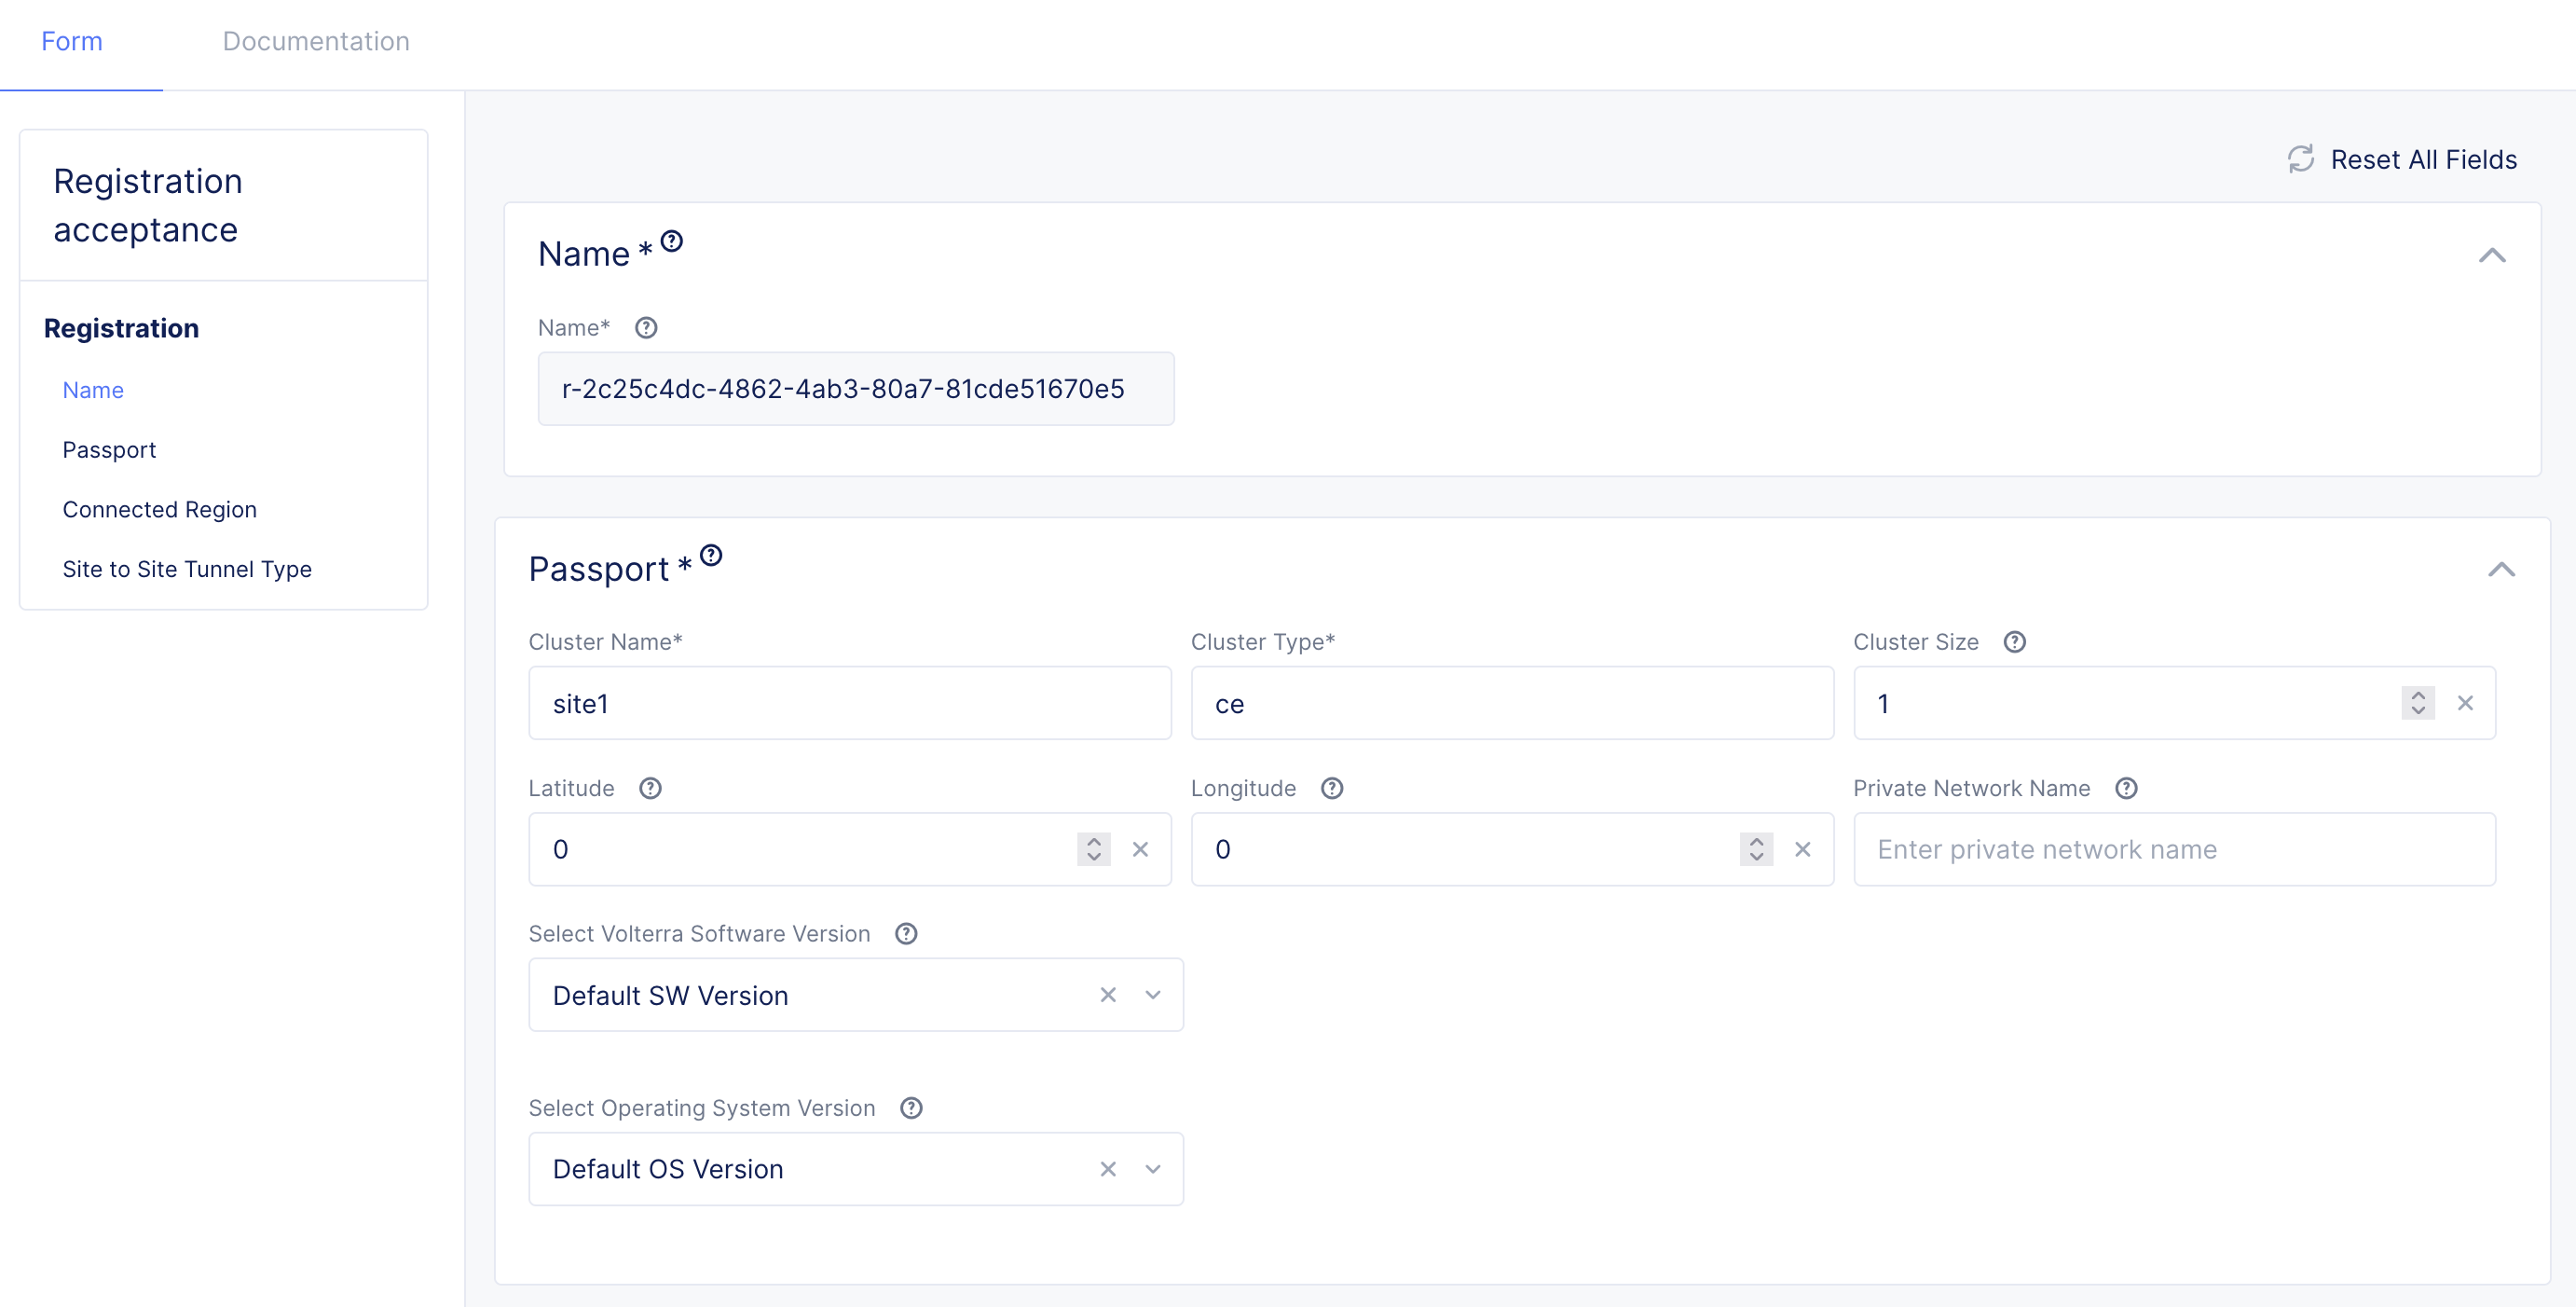 Form Documentation
Registration
acceptance
Registration
Name
Passport
Connected Region
Site to Site Tunnel Type
Reset All Fields
Name *
Name*
r-2c25c4dc-4862-4ab3-80a7-81cde51670e5
Passport *
Cluster Name* Cluster Type* Cluster Size
site1 ce 1
Latitude Longitude Private Network Name
0 0 Enter private network name
Select Volterra Software Version
Default SW Version
Select Operating System Version
Default OS Version